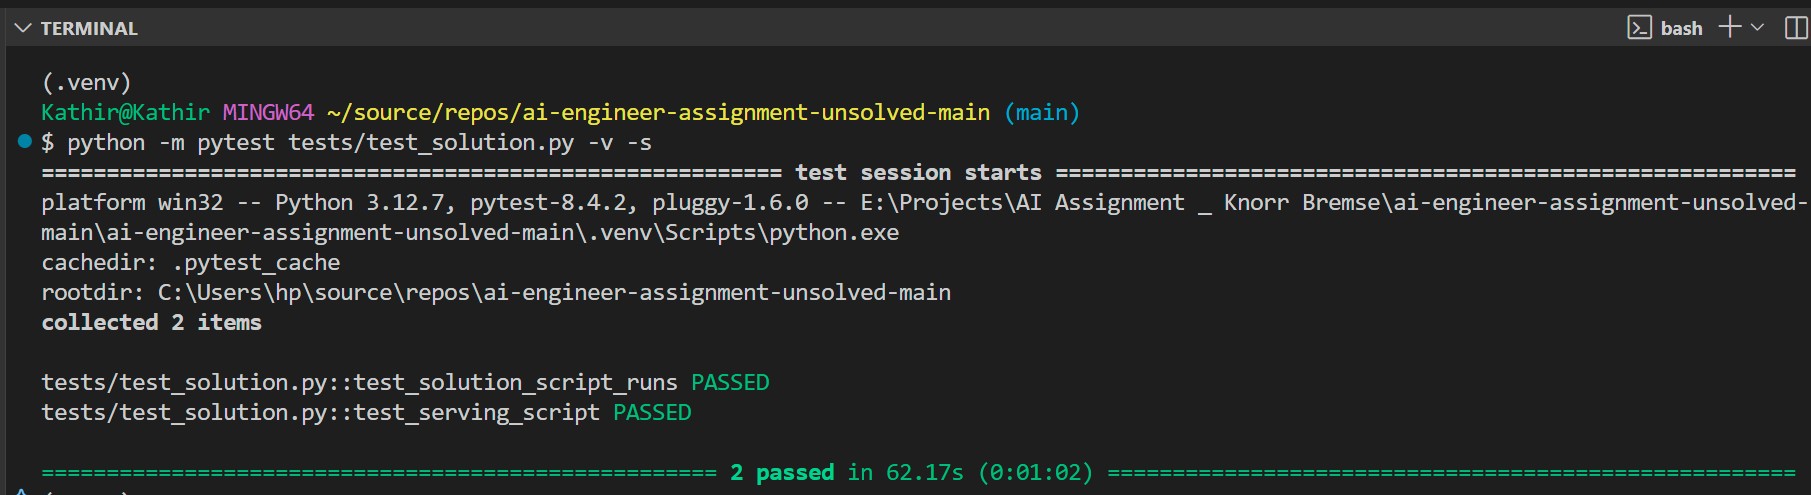 TERMINAL
bash
(.venv)
Kathir@Kathir MINGW64 ~/source/repos/ai-engineer-assignment-unsolved-main (main)
$ python -m pytest tests/test_solution.py -v -s
========================================================= test session starts =========================================================
platform win32 -- Python 3.12.7, pytest-8.4.2, pluggy-1.6.0 -- E:\Projects\AI Assignment _ Knorr Bremse\ai-engineer-assignment-unsolved-
main\ai-engineer-assignment-unsolved-main\.venv\Scripts\python.exe
cachedir: .pytest_cache
rootdir: C:\Users\hp\source\repos\ai-engineer-assignment-unsolved-main
collected 2 items
tests/test_solution.py::test_solution_script_runs PASSED
tests/test_solution.py::test_serving_script PASSED
==================================================== 2 passed in 62.17s (0:01:02) =====================================================